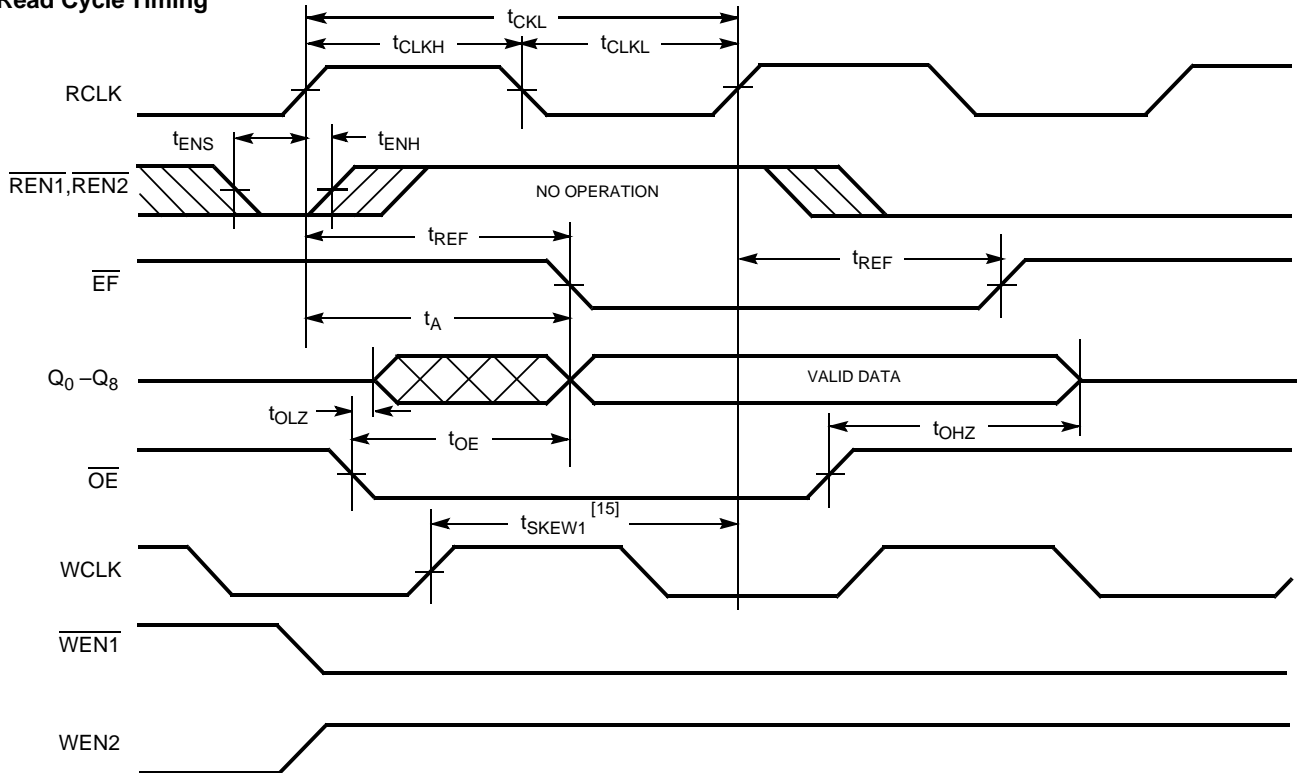 Read Cycle Timing
tCKL
tCLKH
tCLKL
RCLK
tENS
tENH
REN1,REN2
NO OPERATION
tREF
tREF
EF
tA
Q0 –Q8
VALID DATA
tOLZ
tOE
tOHZ
OE
tSKEW1 [15]
WCLK
WEN1
WEN2